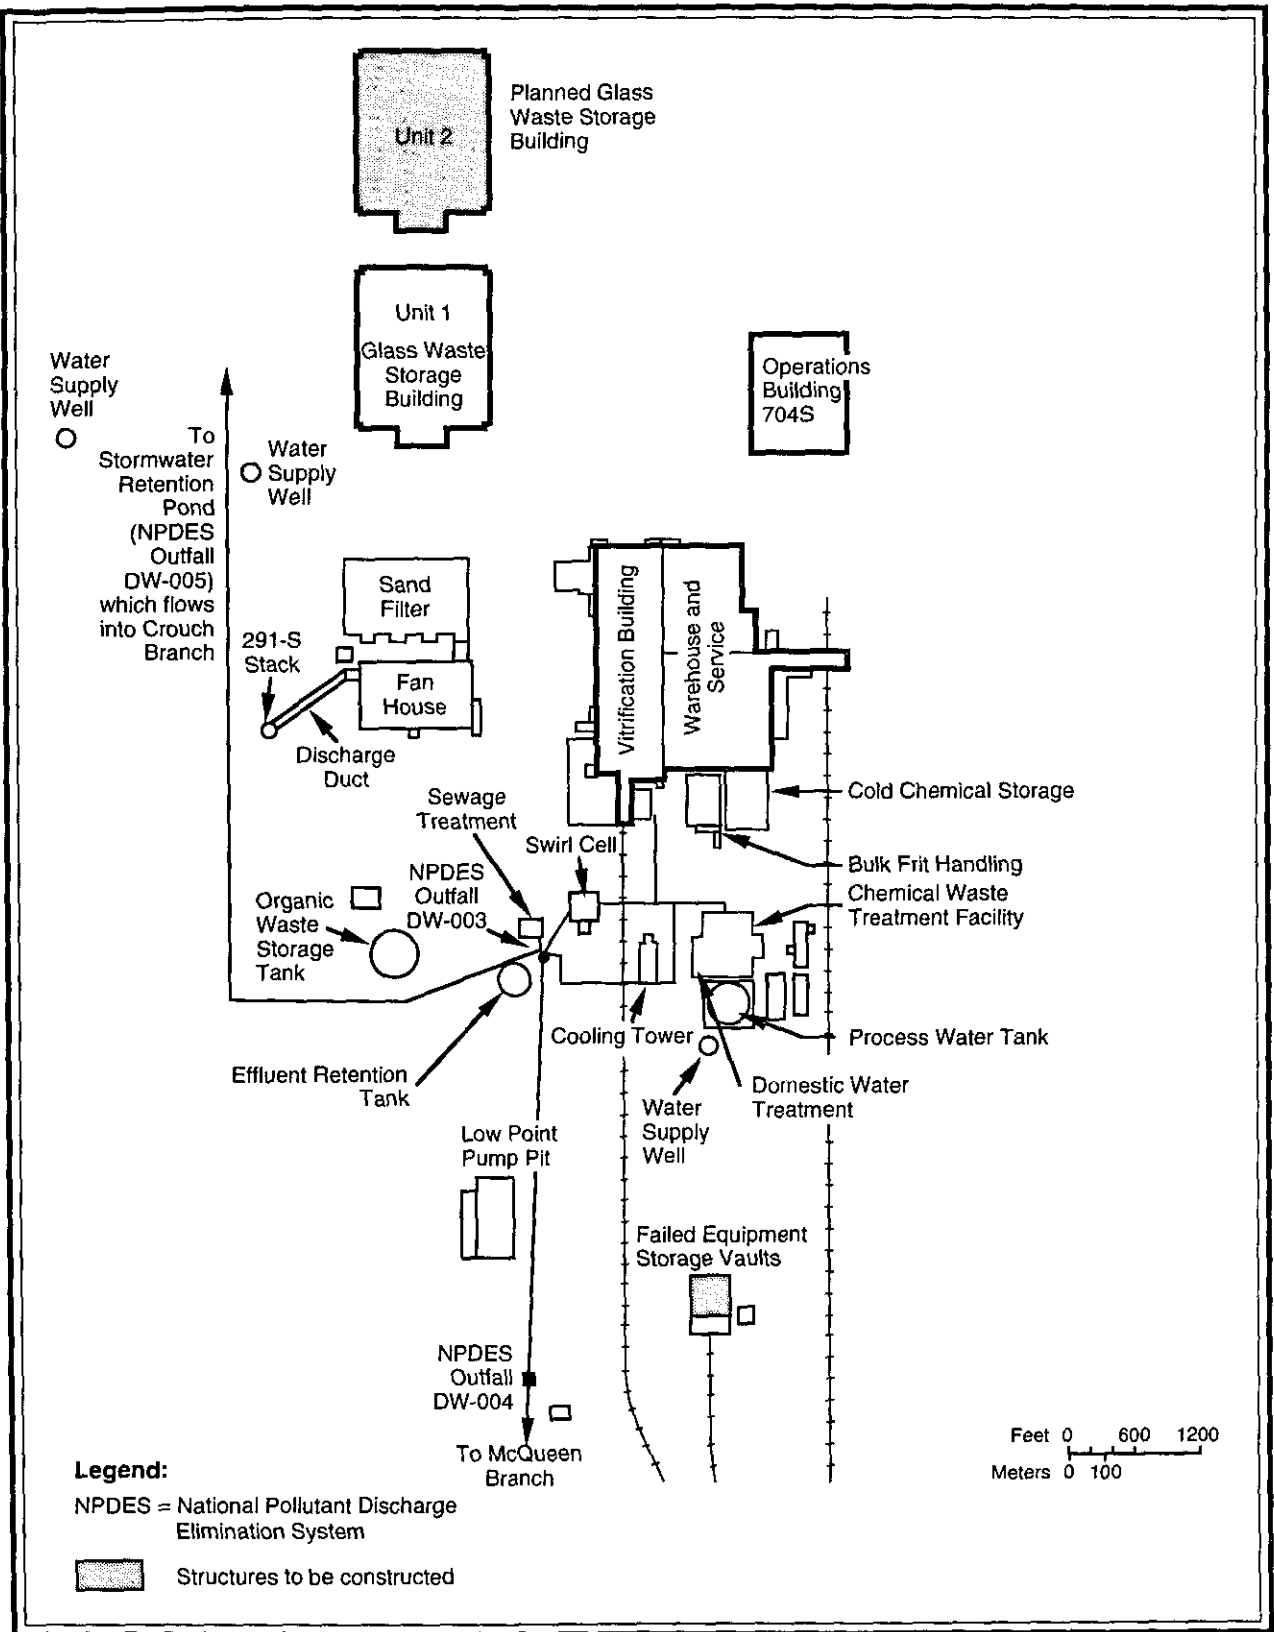 Planned Glass
Waste Storage
Building
Unit 2
Unit 1
Glass Waste
Storage
Building
Operations
Building
704S
Water
Supply
Well
To
Stormwater
Retention
Pond
(NPDES
Outfall
DW-005)
which flows
into Crouch
Branch
Water
Supply
Well
Sand
Filter
291-S
Stack
Fan
House
Discharge
Duct
Vitrification Building
Warehouse and
Service
Cold Chemical Storage
Sewage
Treatment
Swirl Cell
Bulk Frit Handling
NPDES
Outfall
DW-003
Chemical Waste
Treatment Facility
Organic
Waste
Storage
Tank
Cooling Tower
Process Water Tank
Effluent Retention
Tank
Domestic Water
Treatment
Water
Supply
Well
Low Point
Pump Pit
Failed Equipment
Storage Vaults
NPDES
Outfall
DW-004
To McQueen
Branch
Feet 0 600 1200
Meters 0 100
Legend:
NPDES = National Pollutant Discharge
Elimination System
Structures to be constructed